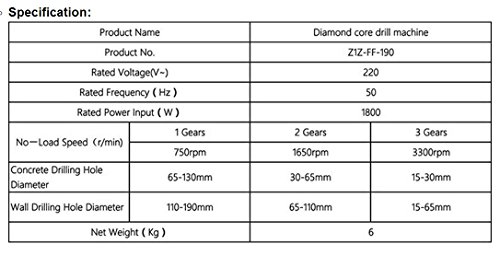 Specification:
Product Name Diamond core drill machine
Product No. Z1Z-FF-190
Rated Voltage(V~) 220
Rated Frequency ( Hz ) 50
Rated Power Input ( W ) 1800
No—Load Speed (r/min) 1 Gears 2 Gears 3 Gears
750rpm 1650rpm 3300rpm
Concrete Drilling Hole
Diameter 65-130mm 30-65mm 15-30mm
Wall Drilling Hole Diameter 110-190mm 65-110mm 15-65mm
Net Weight ( Kg ) 6